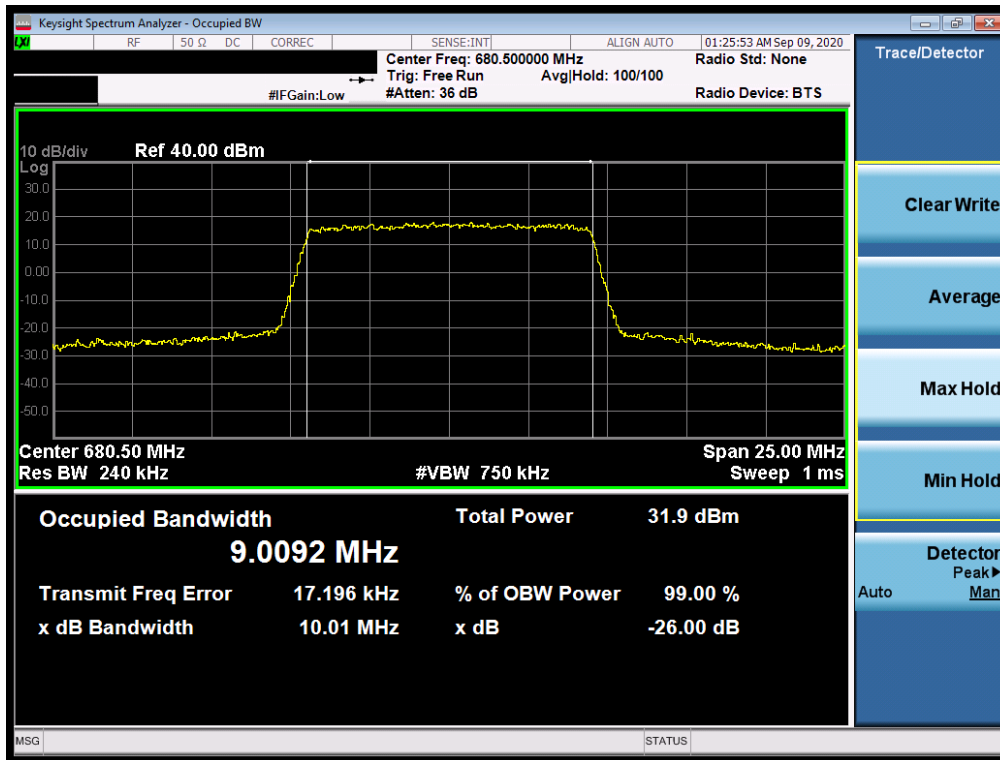 Keysight Spectrum Analyzer - Occupied BW
LXI RF 50 Ω DC CORREC SENSE:INT ALIGN AUTO 01:25:53 AM Sep 09, 2020
Center Freq: 680.500000 MHz Radio Std: None
Trig: Free Run Avg|Hold: 100/100
#IFGain:Low #Atten: 36 dB Radio Device: BTS
10 dB/div Ref 40.00 dBm
Log
30.0
20.0
10.0
0.00
-10.0
-20.0
-30.0
-40.0
-50.0
Center 680.50 MHz Span 25.00 MHz
Res BW 240 kHz #VBW 750 kHz Sweep 1 ms
Occupied Bandwidth Total Power 31.9 dBm
9.0092 MHz
Transmit Freq Error 17.196 kHz % of OBW Power 99.00 %
x dB Bandwidth 10.01 MHz x dB -26.00 dB
MSG STATUS
Trace/Detector
Clear Write
Average
Max Hold
Min Hold
Detector
Peak▶
Auto Man